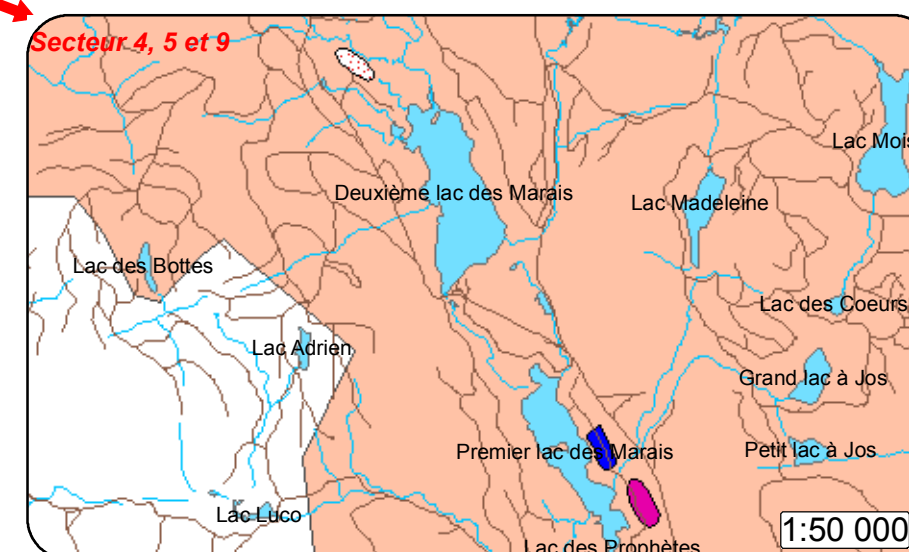 Secteur 4, 5 et 9
Lac Mois
Deuxième lac des Marais
Lac Madeleine
Lac des Bottes
Lac des Coeurs
Lac Adrien
Grand lac à Jos
Premier lac des Marais
Petit lac à Jos
Lac Luco
1:50 000
Lac des Prophètes